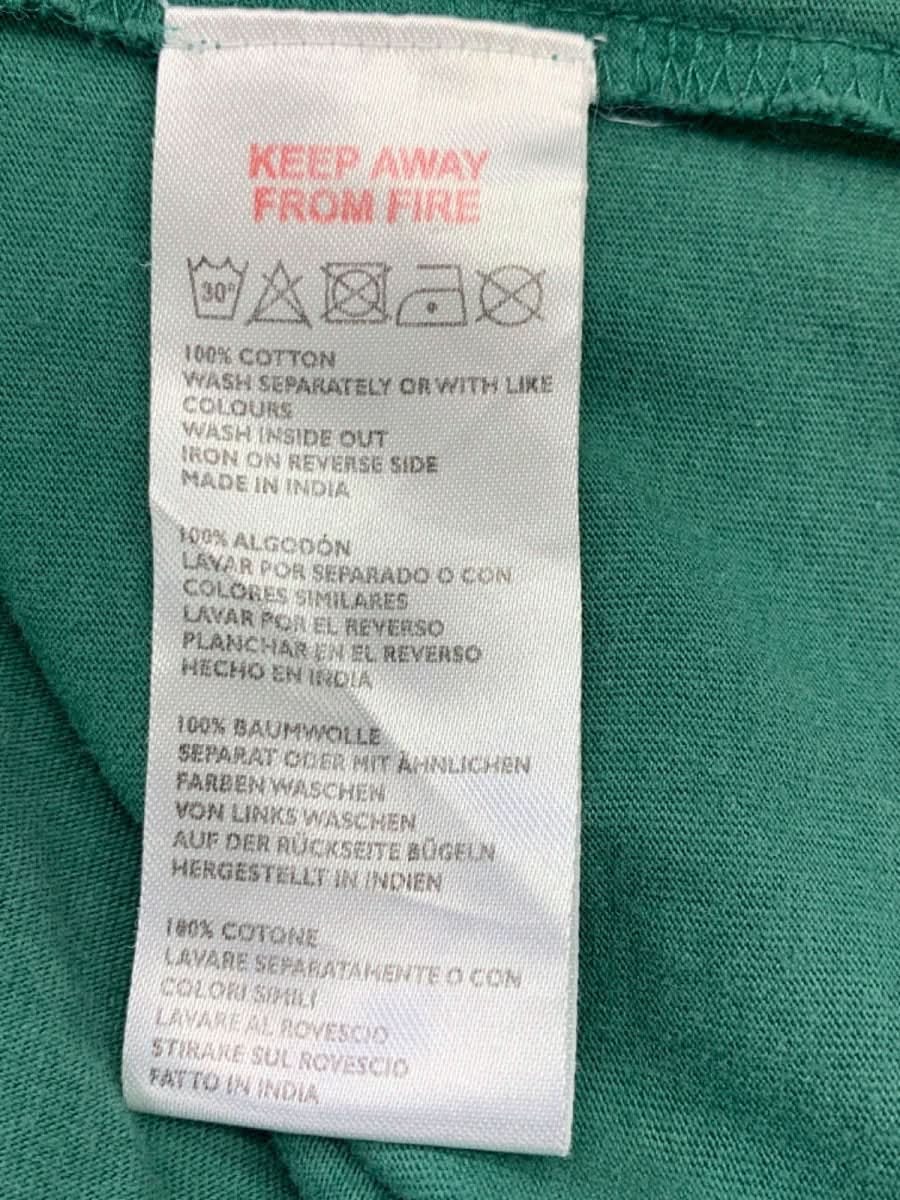 KEEP AWAY
FROM FIRE
30°
100% COTTON
WASH SEPARATELY OR WITH LIKE
COLOURS
WASH INSIDE OUT
IRON ON REVERSE SIDE
MADE IN INDIA
100% ALGODÓN
LAVAR POR SEPARADO O CON
COLORES SIMILARES
LAVAR POR EL REVERSO
PLANCHAR EN EL REVERSO
HECHO EN INDIA
100% BAUMWOLLE
SEPARAT ODER MIT ÄHNLICHEN
FARBEN WASCHEN
VON LINKS WASCHEN
AUF DER RÜCKSEITE BÜGELN
HERGESTELLT IN INDIEN
100% COTONE
LAVARE SEPARATAMENTE O CON
COLORI SIMILI
LAVARE AL ROVESCIO
STIRARE SUL ROVESCIO
FATTO IN INDIA